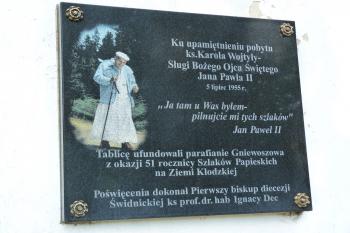 Ku upamiętnieniu pobytu
ks.Karola Wojtyły-
Sługi Bożego Ojca Świętego
Jana Pawła II
5 lipiec 1955 r.
„Ja tam u Was byłem-
pilnujcie mi tych szlaków"
Jan Paweł II
Tablicę ufundowali parafianie Gniewoszowa
z okazji 51 rocznicy Szlaków Papieskich
na Ziemi Kłodzkiej
Poświęcenia dokonał Pierwszy biskup diecezji
Świdnickiej ks prof.dr.hab Ignacy Dec